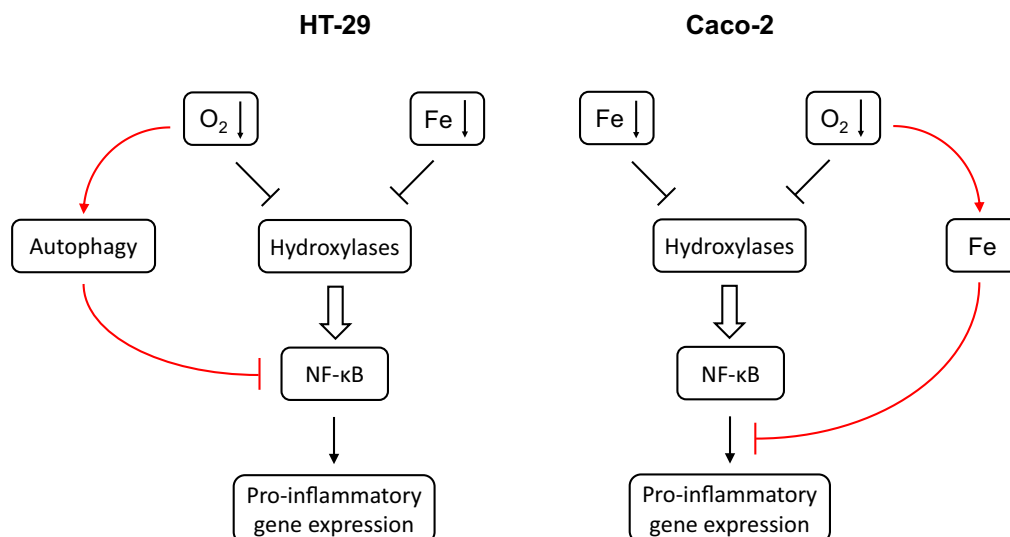 HT-29
Caco-2
O₂
Fe
Fe
O₂
Autophagy
Hydroxylases
Hydroxylases
Fe
NF-κB
NF-κB
Pro-inflammatory
gene expression
Pro-inflammatory
gene expression